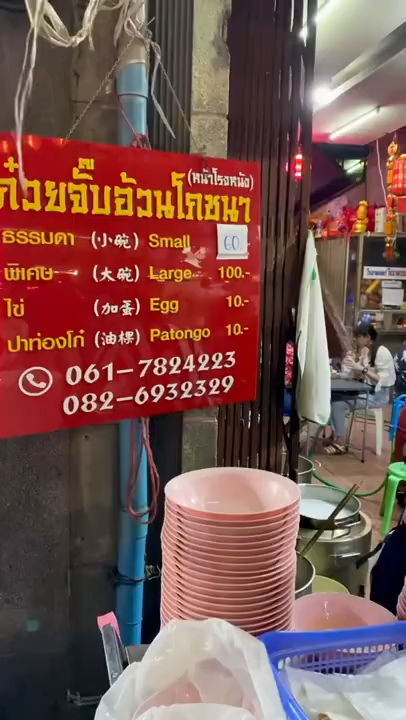 (หน้าโรงหนัง)
ก๋วยจั๊บอ้วนโภชนา
ธรรมดา (小碗) Small 60.-
พิเศษ (大碗) Large 100.-
ไข่ (加蛋) Egg 10.-
ปาท่องโก๋ (油粿) Patongo 10.-
061-7824223
082-6932329